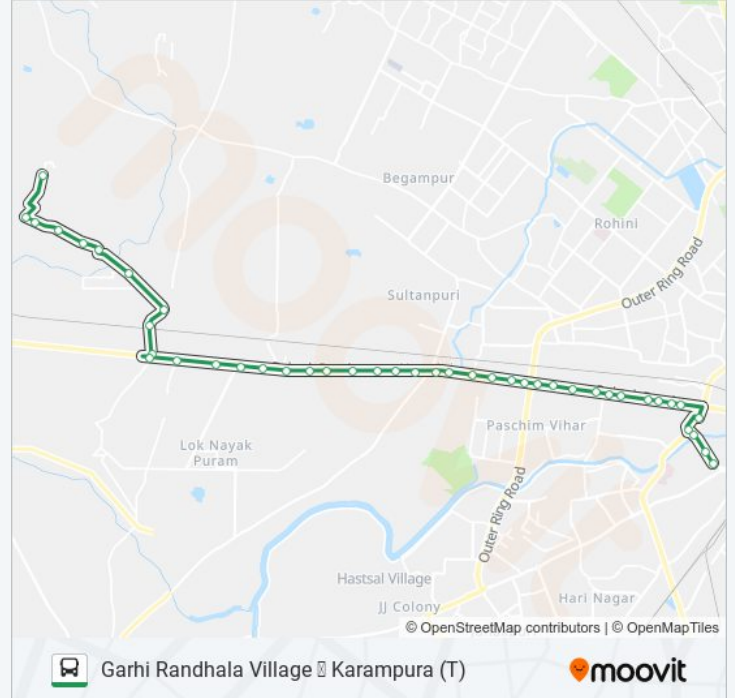 Begampur
Rohini
Outer Ring Road
Sultanpuri
Paschim Vihar
Lok Nayak
Puram
Outer Ring Road
Hastsal Village
JJ Colony
Hari Nagar
© OpenStreetMap contributors | © OpenMapTiles
Garhi Randhala Village Karampura (T)
moovit